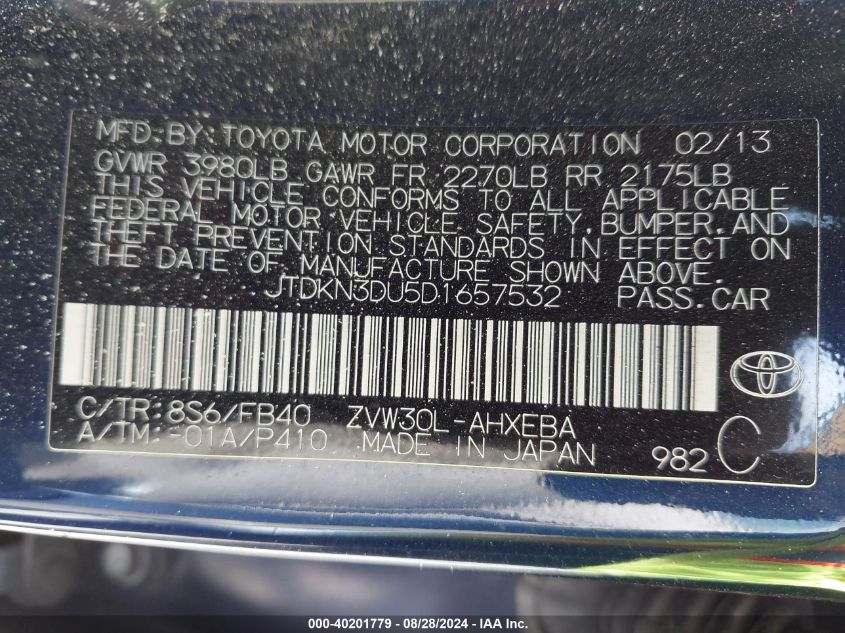 MFD.BY: TOYOTA MOTOR CORPORATION 02/13
GVWR 3980LB GAWR FR 2270LB RR 2175LB
THIS VEHICLE CONFORMS TO ALL APPLICABLE
FEDERAL MOTOR VEHICLE SAFETY,BUMPER,AND
THEFT PREVENTION STANDARDS IN EFFECT ON
THE DATE OF MANUFACTURE SHOWN ABOVE.
JTDKN3DU5D1657532 PASS.CAR
C/TR:8S6/FB40 ZVW30L-AHXEBA
A/TM:-01A/P410 MADE IN JAPAN 982 C
000-40201779 - 08/28/2024 - IAAI.com